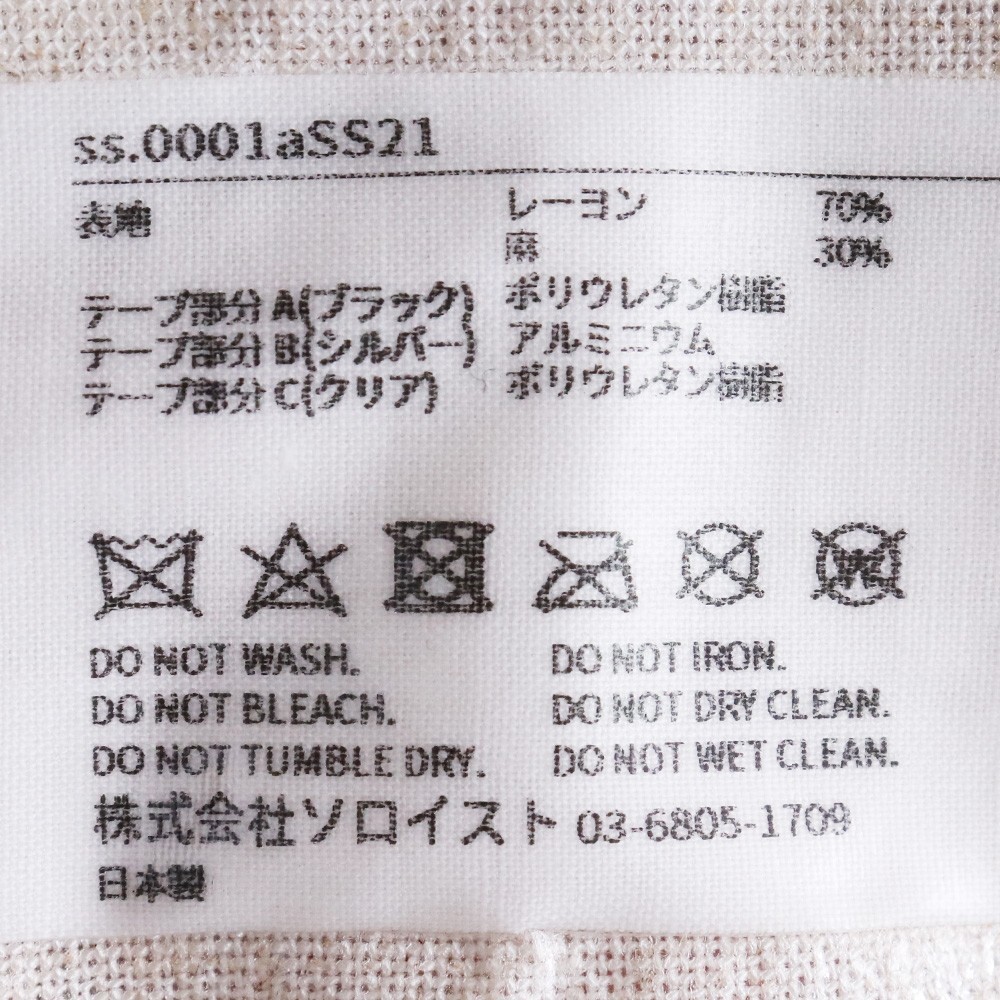 ss.0001aSS21
表地 レーヨン 70%
麻 30%
テープ部分 A(ブラック) ポリウレタン樹脂
テープ部分 B(シルバー) アルミニウム
テープ部分 C(クリア) ポリウレタン樹脂
W
DO NOT WASH. DO NOT IRON.
DO NOT BLEACH. DO NOT DRY CLEAN.
DO NOT TUMBLE DRY. DO NOT WET CLEAN.
株式会社ソロイスト 03-6805-1709
日本製